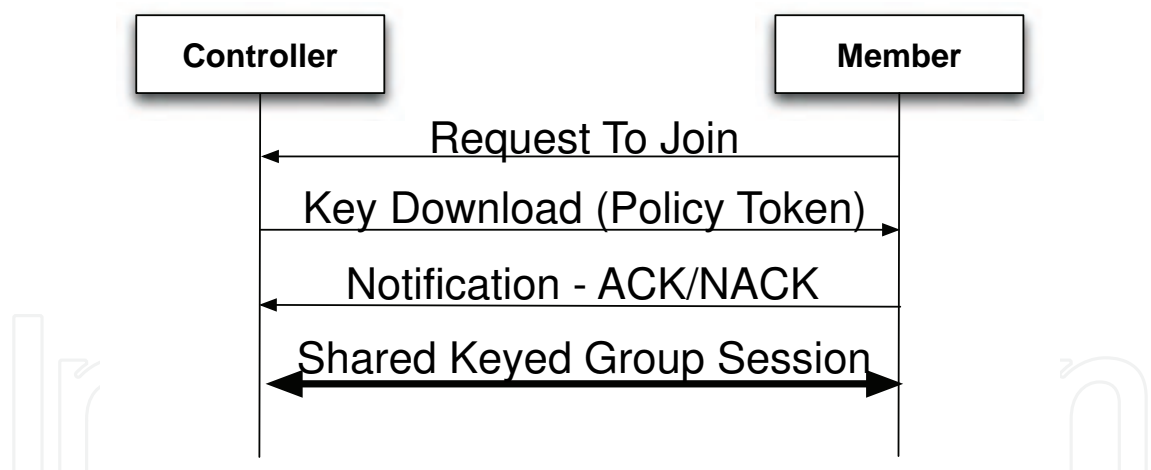 Controller
Member
Request To Join
Key Download (Policy Token)
Notification - ACK/NACK
Shared Keyed Group Session